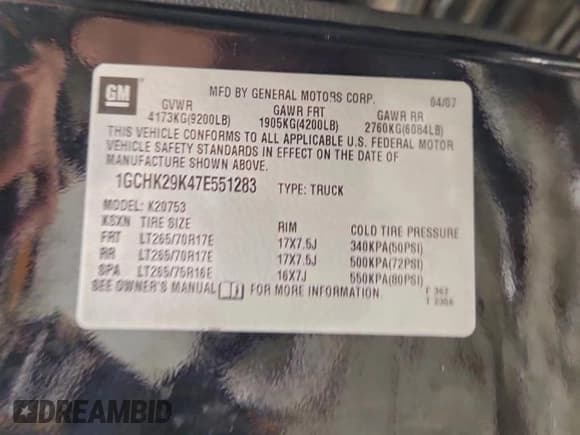 GM
MFD BY GENERAL MOTORS CORP. 04/07
GVWR GAWR FRT GAWR RR
4173KG(9200LB) 1905KG(4200LB) 2760KG(6084LB)
THIS VEHICLE CONFORMS TO ALL APPLICABLE U.S. FEDERAL MOTOR
VEHICLE SAFETY STANDARDS IN EFFECT ON THE DATE OF
MANUFACTURE SHOWN ABOVE.
1GCHK29K47E551283 TYPE: TRUCK
MODEL: K20753
KSXN TIRE SIZE RIM COLD TIRE PRESSURE
FRT LT265/70R17E 17X7.5J 340KPA(50PSI)
RR LT265/70R17E 17X7.5J 500KPA(72PSI)
SPA LT265/75R16E 16X7J 550KPA(80PSI)
SEE OWNER'S MANUAL FOR MORE INFORMATION.
DREAMBID